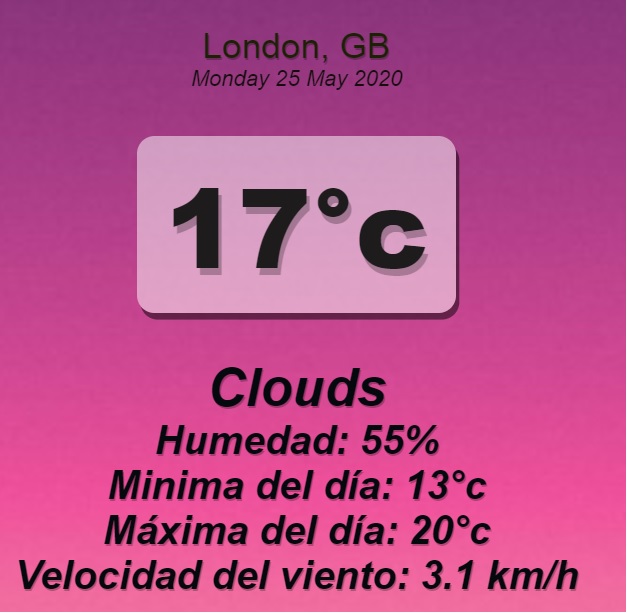 London, GB
Monday 25 May 2020
17°c
Clouds
Humedad: 55%
Minima del día: 13°c
Máxima del día: 20°c
Velocidad del viento: 3.1 km/h